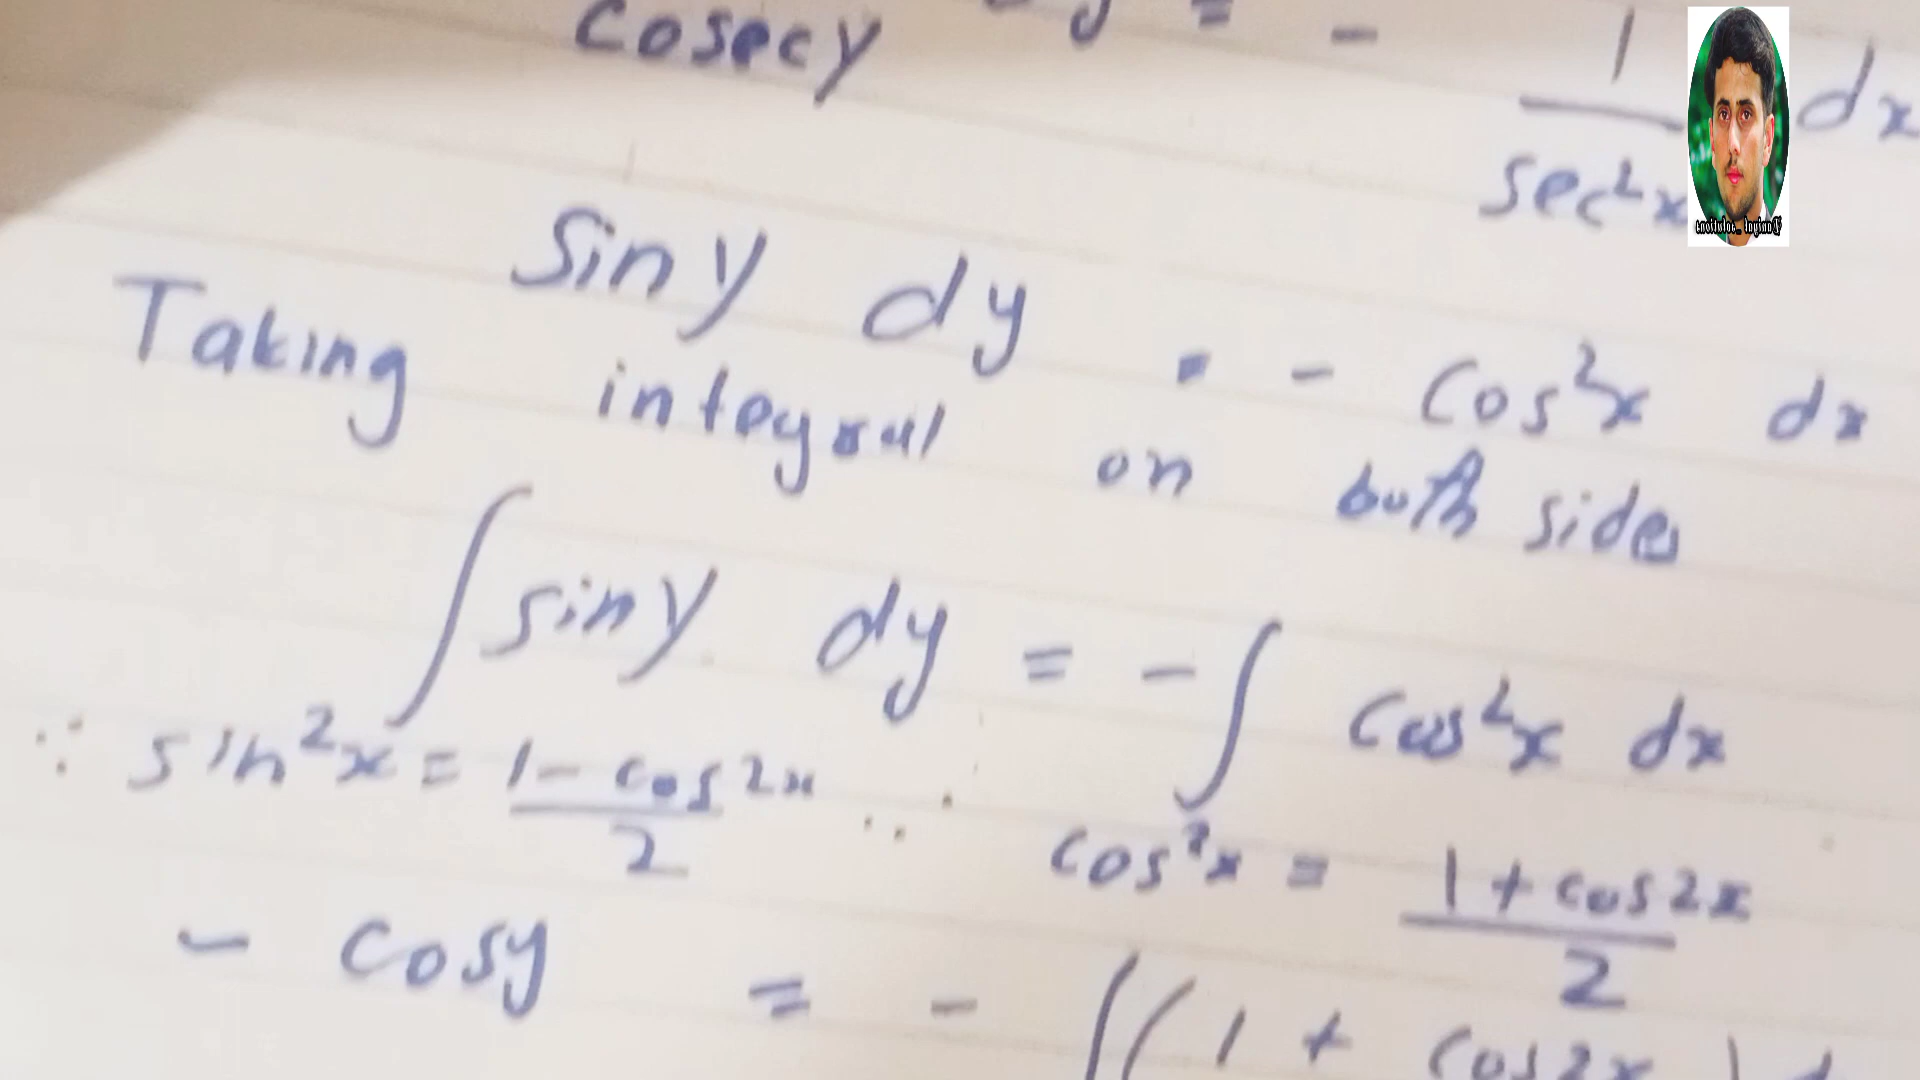 Cosecy dy = - 1/sec²x dx
Siny dy = - Cos²x dx
Taking integral on both sides
∫ siny dy = - ∫ Cos²x dx
∵ sin²x = 1 - cos2x / 2 ∵ cos²x = 1 + cos2x / 2
- cosy = - ∫(1 + cos2x )